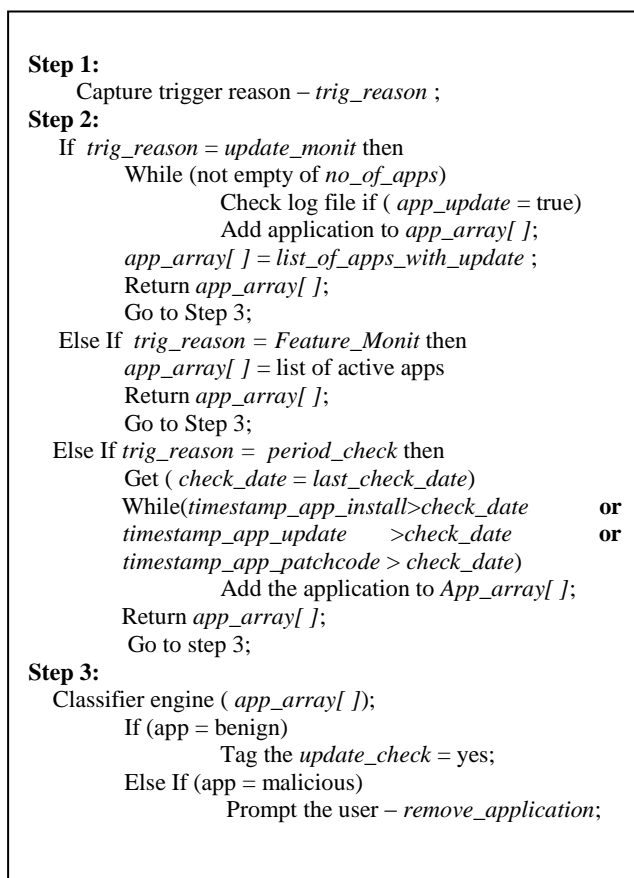 Step 1:
Capture trigger reason – trig_reason ;
Step 2:
If trig_reason = update_monit then
While (not empty of no_of_apps)
Check log file if ( app_update = true)
Add application to app_array[ ];
app_array[ ] = list_of_apps_with_update ;
Return app_array[ ];
Go to Step 3;
Else If trig_reason = Feature_Monit then
app_array[ ] = list of active apps
Return app_array[ ];
Go to Step 3;
Else If trig_reason = period_check then
Get ( check_date = last_check_date)
While(timestamp_app_install>check_date or
timestamp_app_update >check_date or
timestamp_app_patchcode > check_date)
Add the application to App_array[ ];
Return app_array[ ];
Go to step 3;
Step 3:
Classifier engine ( app_array[ ]);
If (app = benign)
Tag the update_check = yes;
Else If (app = malicious)
Prompt the user – remove_application;